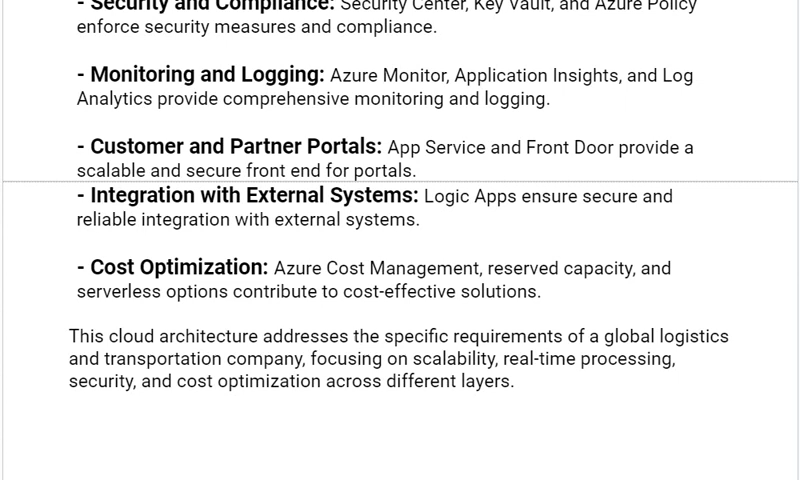 - Security and Compliance: Security Center, Key Vault, and Azure Policy
enforce security measures and compliance.
- Monitoring and Logging: Azure Monitor, Application Insights, and Log
Analytics provide comprehensive monitoring and logging.
- Customer and Partner Portals: App Service and Front Door provide a
scalable and secure front end for portals.
- Integration with External Systems: Logic Apps ensure secure and
reliable integration with external systems.
- Cost Optimization: Azure Cost Management, reserved capacity, and
serverless options contribute to cost-effective solutions.
This cloud architecture addresses the specific requirements of a global logistics
and transportation company, focusing on scalability, real-time processing,
security, and cost optimization across different layers.